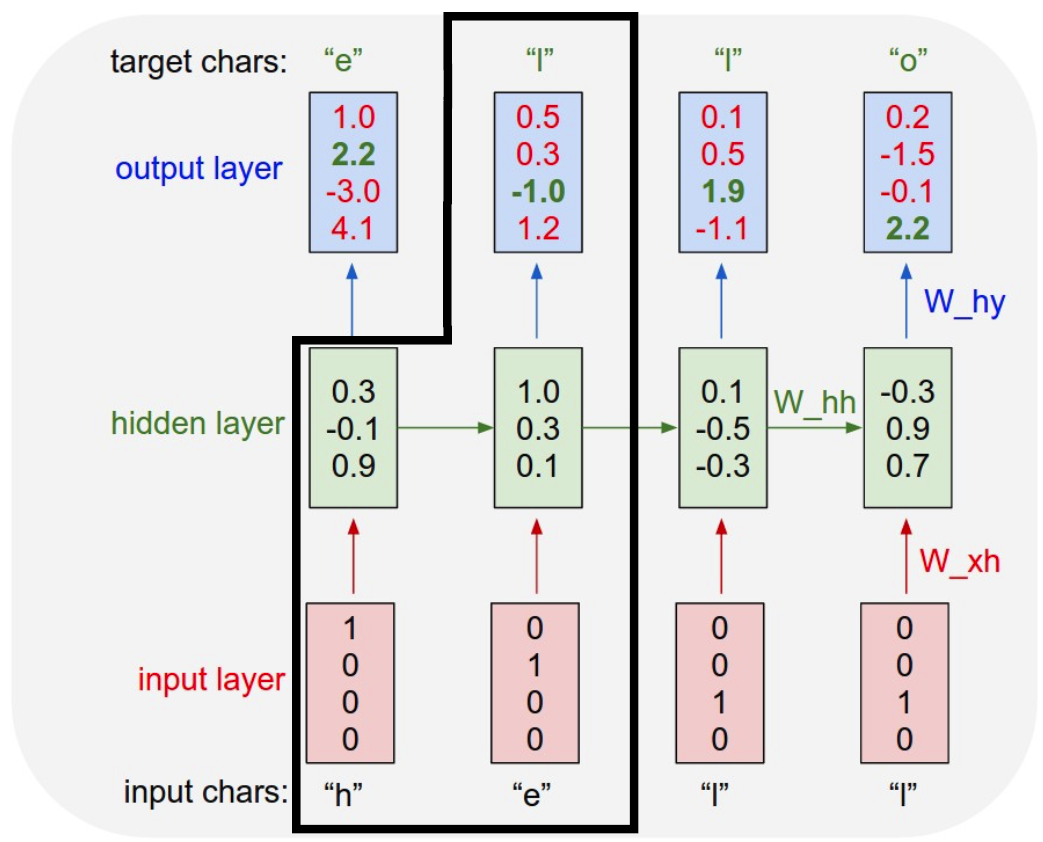 target chars: “e” “l” “l” “o”
output layer
1.0 0.5 0.1 0.2
2.2 0.3 0.5 -1.5
-3.0 -1.0 1.9 -0.1
4.1 1.2 -1.1 2.2
W_hy
hidden layer
0.3 1.0 0.1 -0.3
-0.1 0.3 -0.5 0.9
0.9 0.1 -0.3 0.7
W_hh
W_xh
input layer
1 0 0 0
0 1 0 0
0 0 1 1
0 0 0 0
input chars: “h” “e” “l” “l”